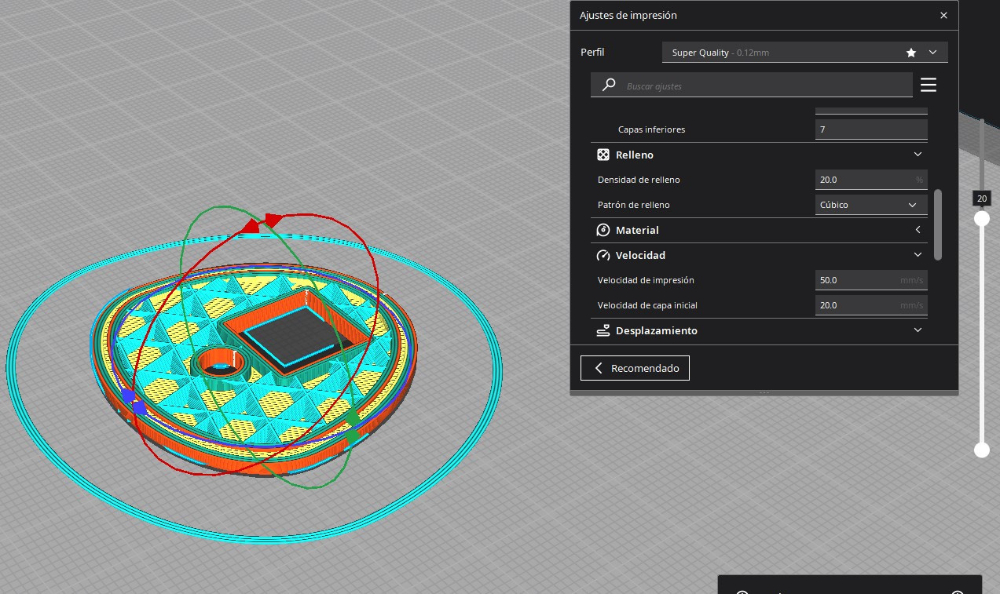 Ajustes de impresión
Perfil
Super Quality - 0.12mm
Buscar ajustes
Capas inferiores
7
Relleno
Densidad de relleno
20.0 %
Patrón de relleno
Cúbico
Material
Velocidad
Velocidad de impresión
50.0 mm/s
Velocidad de capa inicial
20.0 mm/s
Desplazamiento
Recomendado
20